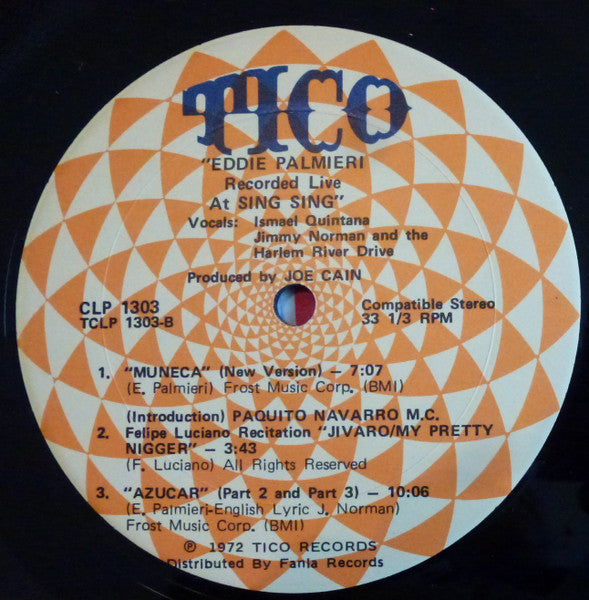 TICO
"EDDIE PALMIERI
Recorded Live
At SING SING"
Vocals: Ismael Quintana
Jimmy Norman and the
Harlem River Drive
Produced by JOE CAIN
CLP 1303
TCLP 1303-B
Compatible Stereo
33 1/3 RPM
1. "MUNECA" (New Version) – 7:07
(E. Palmieri) Frost Music Corp. (BMI)
(Introduction) PAQUITO NAVARRO M.C.
2. Felipe Luciano Recitation "JIVARO/MY PRETTY
NIGGER" – 3:43
(F. Luciano) All Rights Reserved
3. "AZUCAR" (Part 2 and Part 3) – 10:06
(E. Palmieri-English Lyric J. Norman)
Frost Music Corp. (BMI)
℗ 1972 TICO RECORDS
Distributed By Fania Records